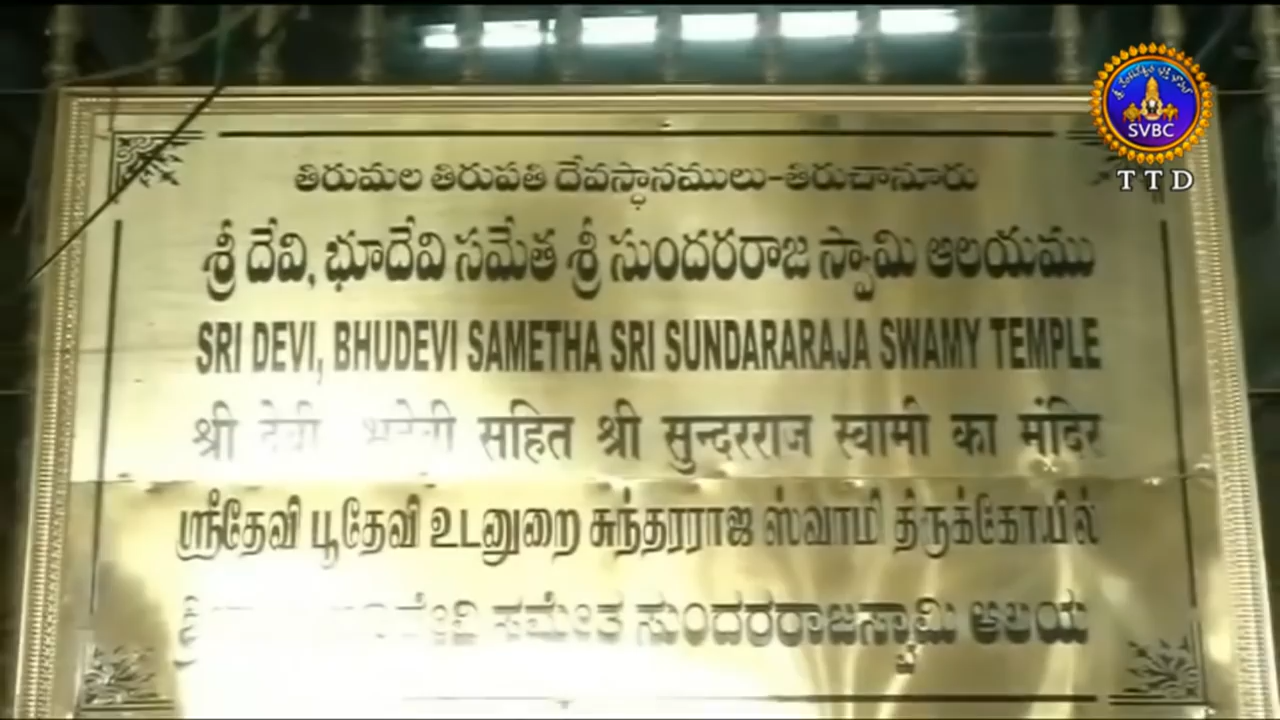 తిరుమల తిరుపతి దేవస్థానములు-తిరుచానూరు
శ్రీ దేవి, భూదేవి సమేత శ్రీ సుందరరాజ స్వామి ఆలయము
SRI DEVI, BHUDEVI SAMETHA SRI SUNDARARAJA SWAMY TEMPLE
श्री देवी सहित श्री सुन्दरराज स्वामी का मंदिर
ஸ்ரீதேவி பூதேவி உடனுறை சுந்தரராஜ ஸ்வாமி திருக்கோயில்
ಸಮೇತ ಸುಂದರರಾಜಸ್ವಾಮಿ ಆಲಯ
SVBC
TTD